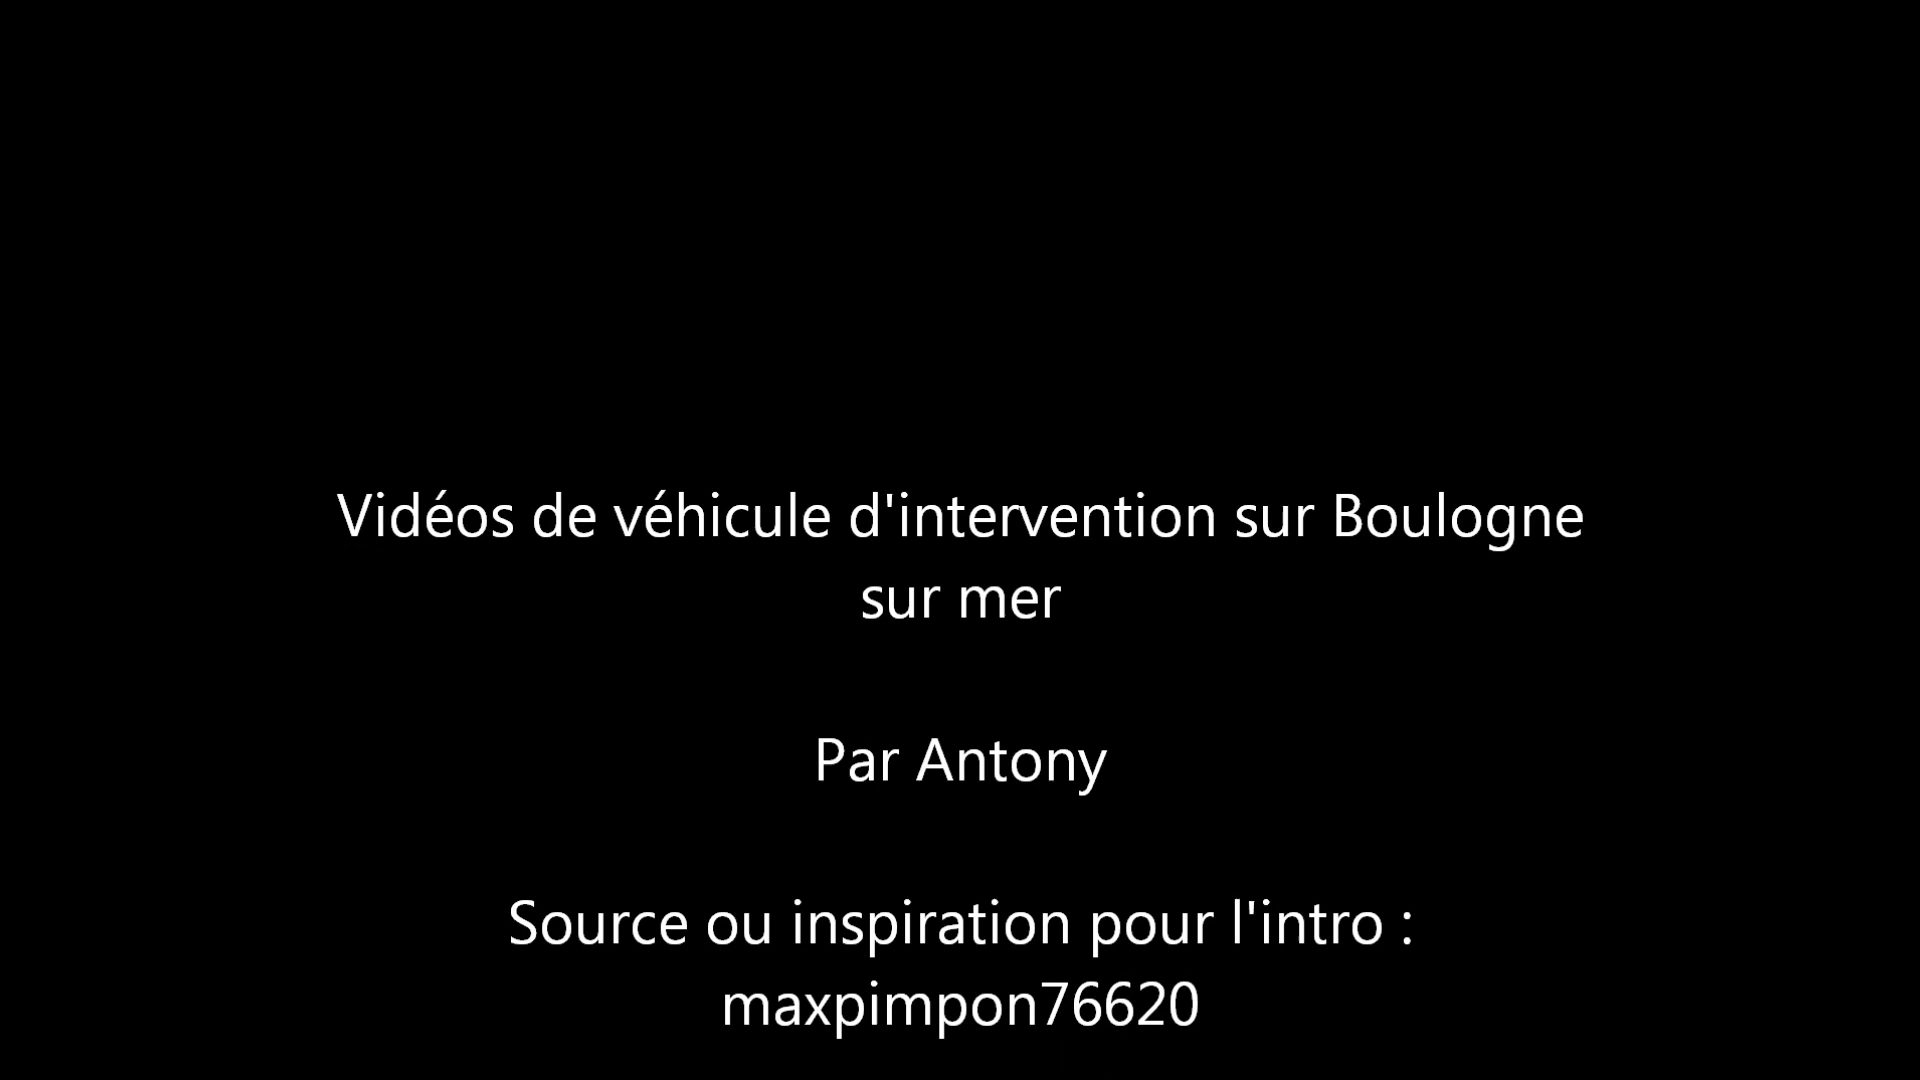 Vidéos de véhicule d'intervention sur Boulogne
sur mer
Par Antony
Source ou inspiration pour l'intro :
maxpimpon76620